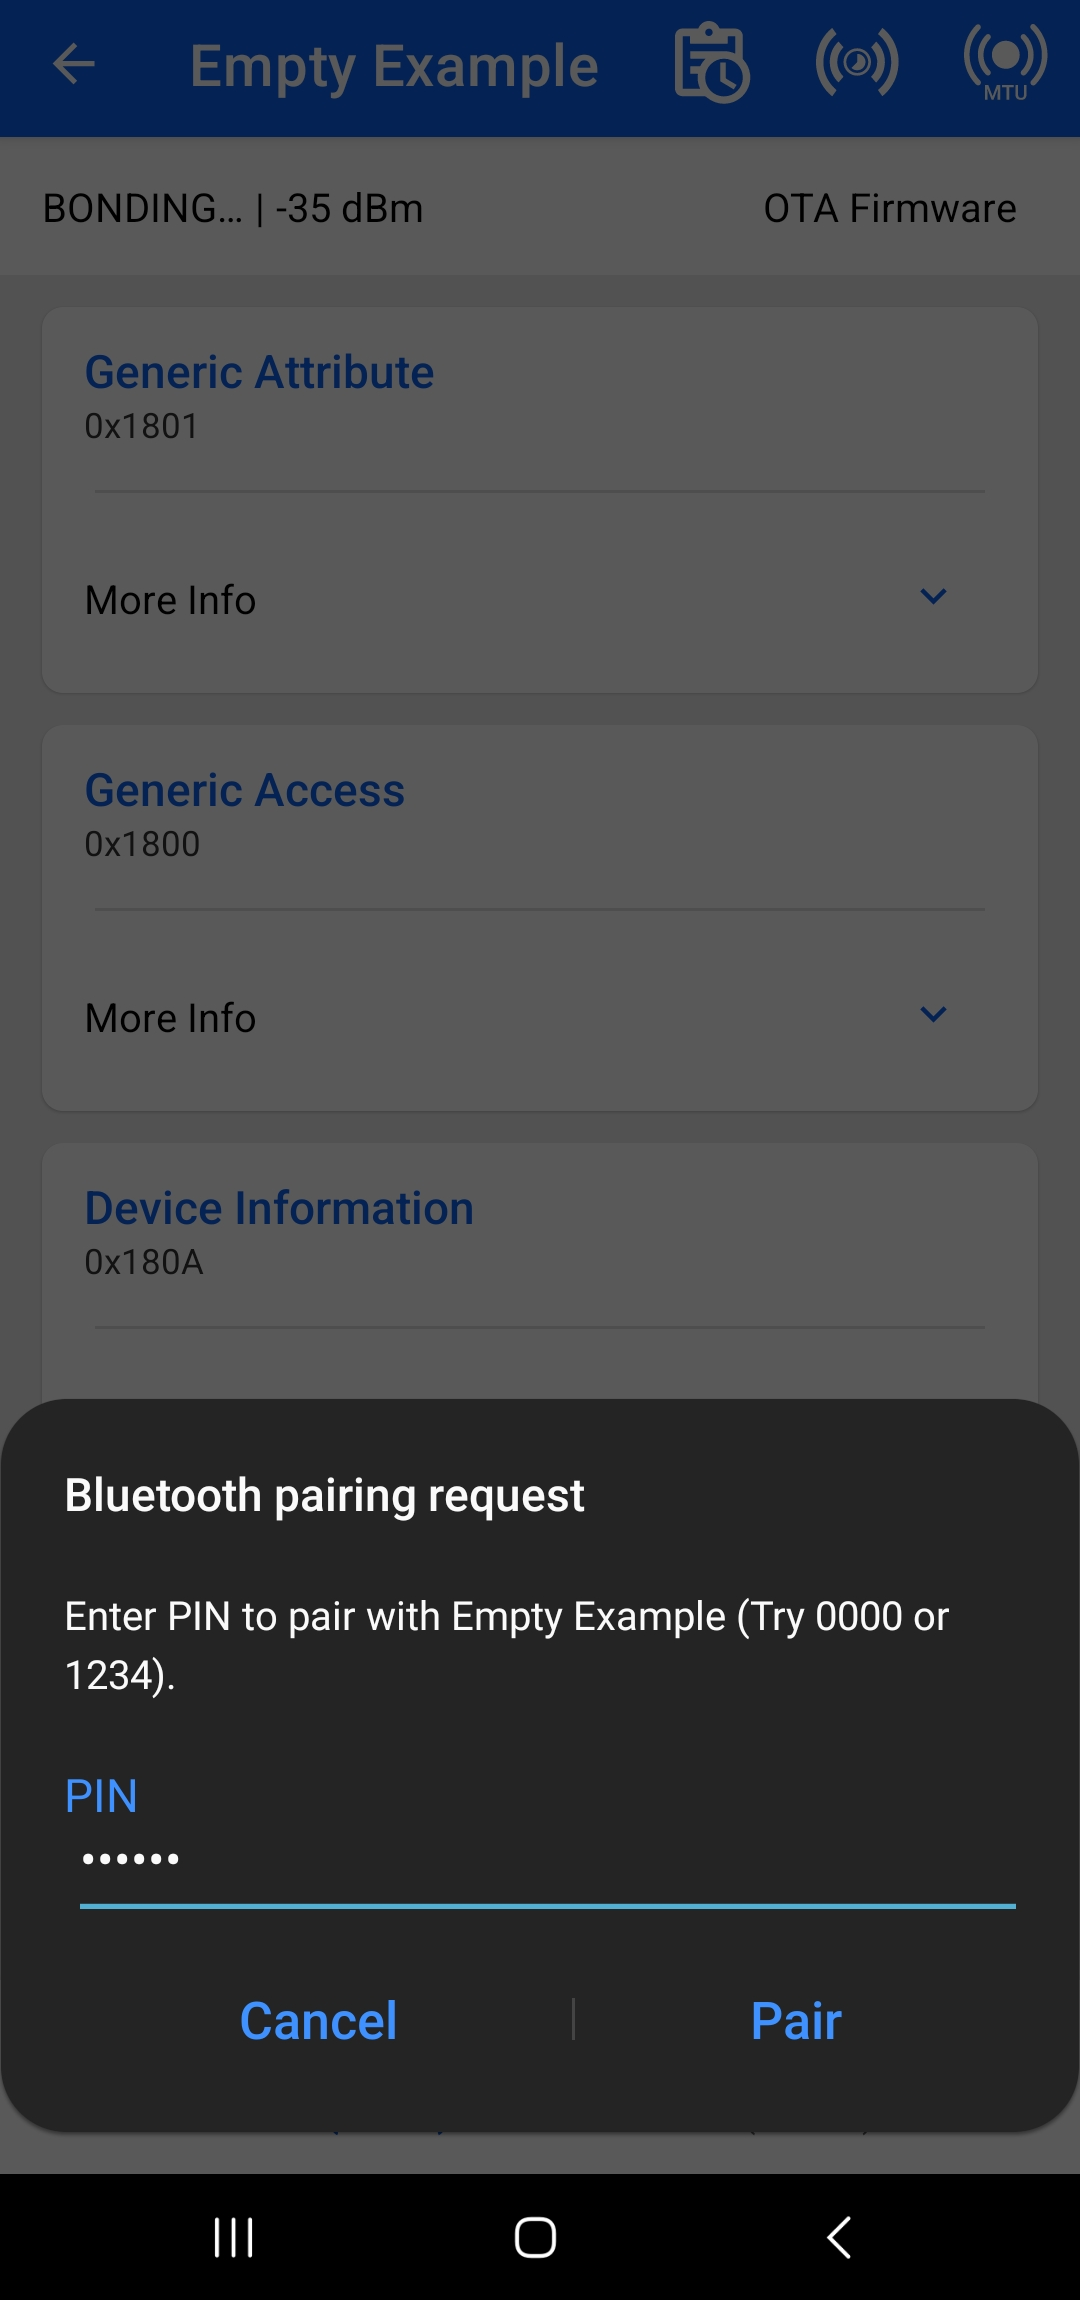 Empty Example
MTU
BONDING... | -35 dBm
OTA Firmware
Generic Attribute
0x1801
More Info
Generic Access
0x1800
More Info
Device Information
0x180A
Bluetooth pairing request
Enter PIN to pair with Empty Example (Try 0000 or
1234).
PIN
••••••
Cancel
Pair